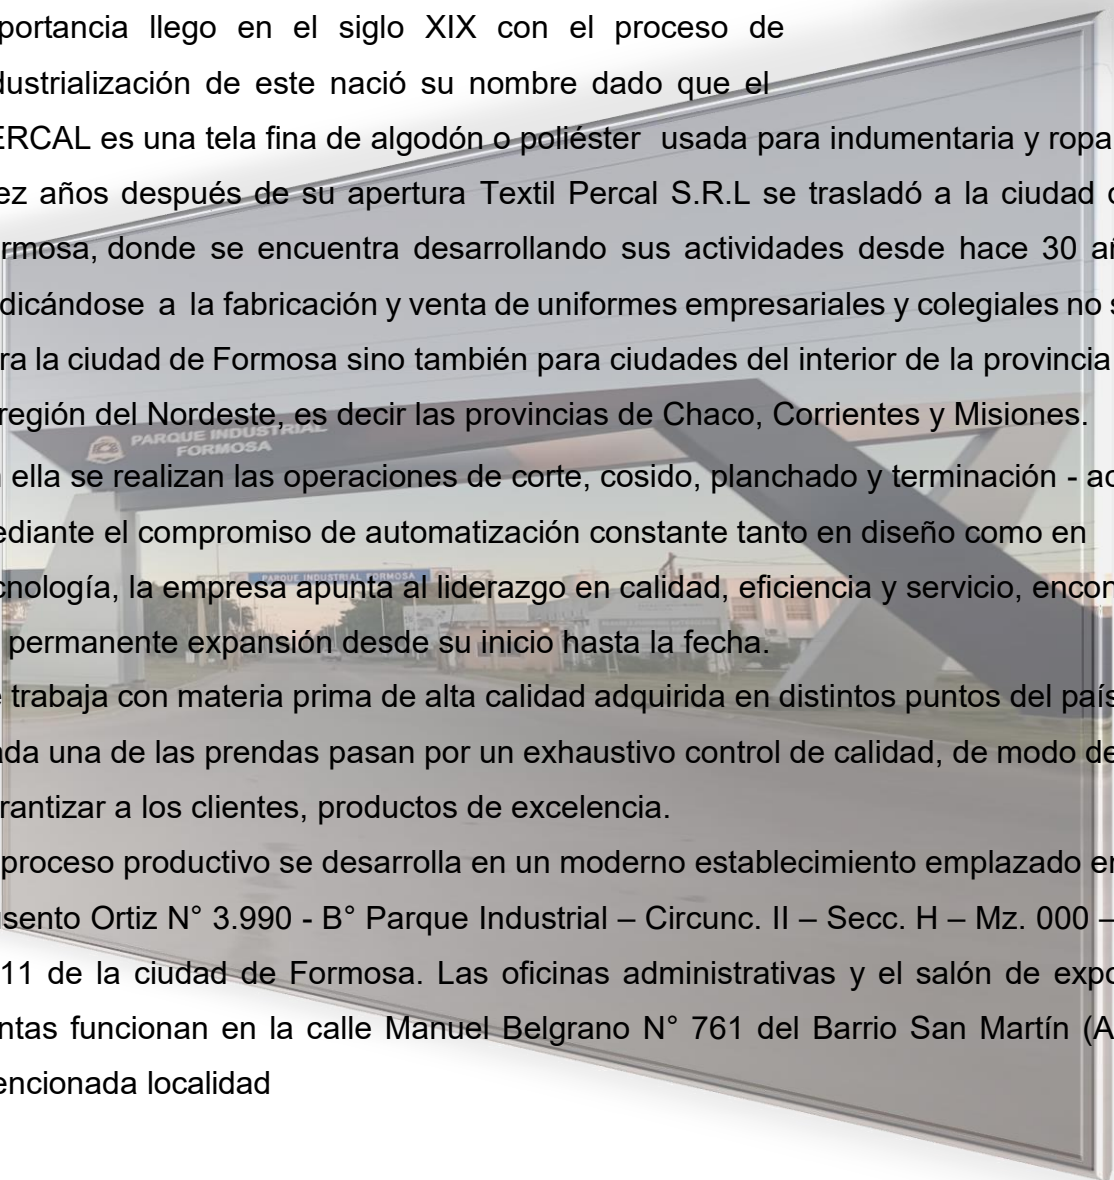 portancia llego en el siglo XIX con el proceso de
dustrialización de este nació su nombre dado que el
ERCAL es una tela fina de algodón o poliéster usada para indumentaria y ropa
ez años después de su apertura Textil Percal S.R.L se trasladó a la ciudad
rmosa, donde se encuentra desarrollando sus actividades desde hace 30 añ
dicándose a la fabricación y venta de uniformes empresariales y colegiales no s
ra la ciudad de Formosa sino también para ciudades del interior de la provincia
región del Nordeste, es decir las provincias de Chaco, Corrientes y Misiones.
PARQUE INDUSTRIAL
FORMOSA
ella se realizan las operaciones de corte, cosido, planchado y terminación - ac
ediante el compromiso de automatización constante tanto en diseño como en
PARQUE INDUSTRIAL FORMOSA
cnología, la empresa apunta al liderazgo en calidad, eficiencia y servicio, encon
permanente expansión desde su inicio hasta la fecha.
trabaja con materia prima de alta calidad adquirida en distintos puntos del país
ada una de las prendas pasan por un exhaustivo control de calidad, de modo de
rantizar a los clientes, productos de excelencia.
proceso productivo se desarrolla en un moderno establecimiento emplazado en
sento Ortiz N° 3.990 - B° Parque Industrial – Circunc. II – Secc. H – Mz. 000 –
11 de la ciudad de Formosa. Las oficinas administrativas y el salón de expo
ntas funcionan en la calle Manuel Belgrano N° 761 del Barrio San Martín (A
encionada localidad